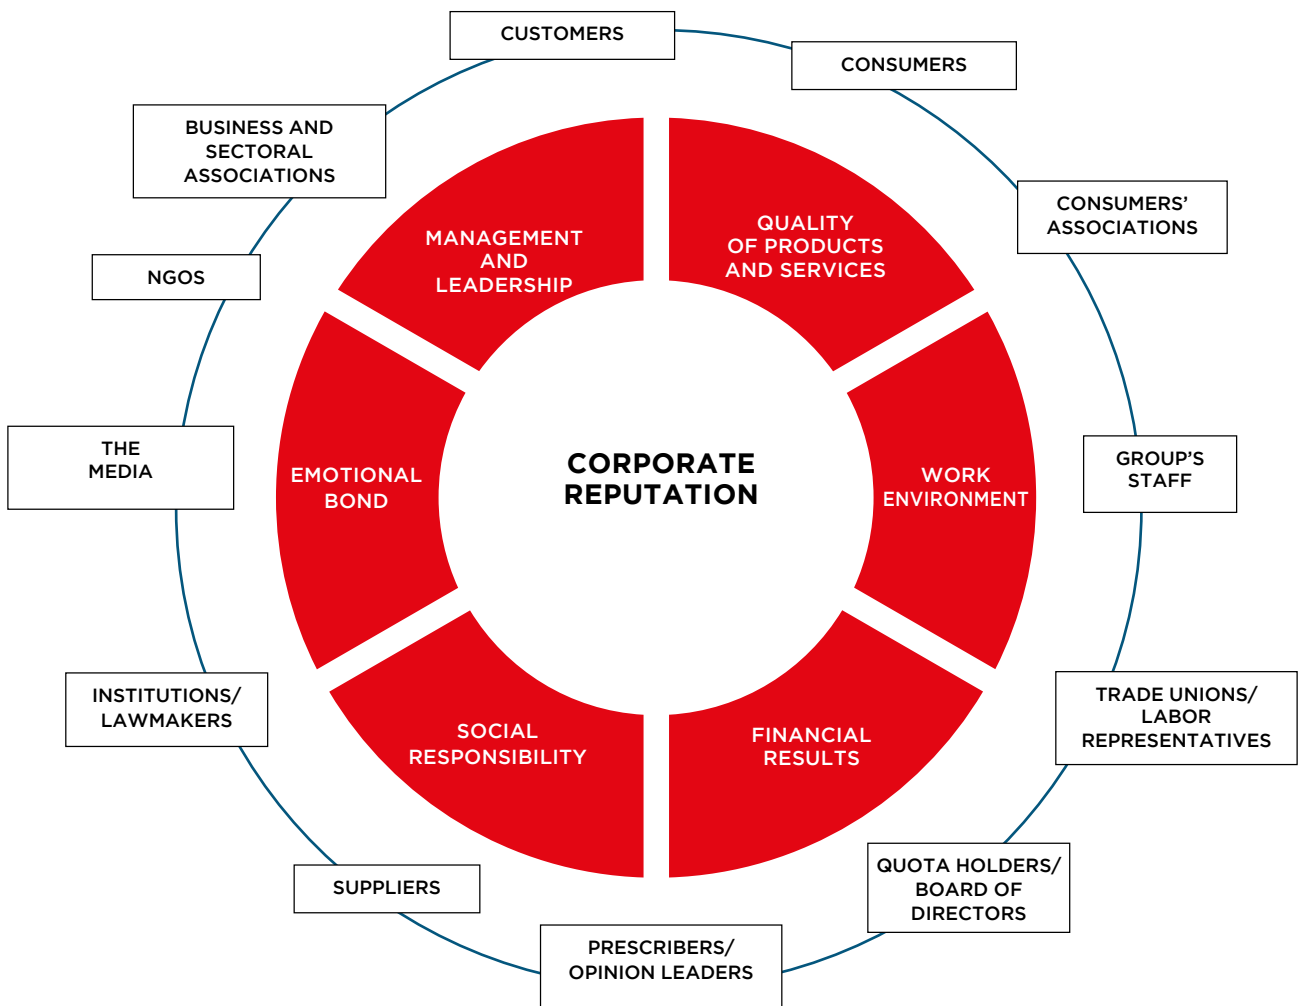 CUSTOMERS
CONSUMERS
BUSINESS AND
SECTORAL
ASSOCIATIONS
CONSUMERS’
ASSOCIATIONS
MANAGEMENT
AND
LEADERSHIP
QUALITY
OF PRODUCTS
AND SERVICES
NGOS
THE
MEDIA
EMOTIONAL
BOND
CORPORATE
REPUTATION
WORK
ENVIRONMENT
GROUP’S
STAFF
INSTITUTIONS/
LAWMAKERS
SOCIAL
RESPONSIBILITY
FINANCIAL
RESULTS
TRADE UNIONS/
LABOR
REPRESENTATIVES
SUPPLIERS
QUOTA HOLDERS/
BOARD OF
DIRECTORS
PRESCRIBERS/
OPINION LEADERS